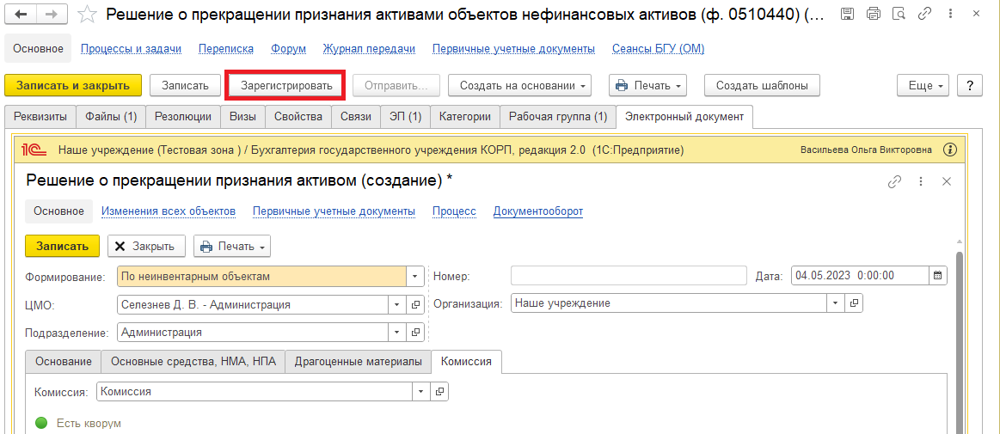 Решение о прекращении признания активами объектов нефинансовых активов (ф. 0510440) (...
Основное Процессы и задачи Переписка Форум Журнал передачи Первичные учетные документы Сеансы БГУ (ОМ)
Записать и закрыть Записать Зарегистрировать Отправить... Создать на основании Печать Создать шаблоны Еще ?
Реквизиты Файлы (1) Резолюции Визы Свойства Связи ЭП (1) Категории Рабочая группа (1) Электронный документ
1С Наше учреждение (Тестовая зона ) / Бухгалтерия государственного учреждения КОРП, редакция 2.0 (1С:Предприятие) Васильева Ольга Викторовна
Решение о прекращении признания активом (создание) *
Основное Изменения всех объектов Первичные учетные документы Процесс Документооборот
Записать Закрыть Печать
Формирование: По неинвентарным объектам Номер: Дата: 04.05.2023 0:00:00
ЦМО: Селезнев Д. В. - Администрация Организация: Наше учреждение
Подразделение: Администрация
Основание Основные средства, НМА, НПА Драгоценные материалы Комиссия
Комиссия: Комиссия
Есть кворум